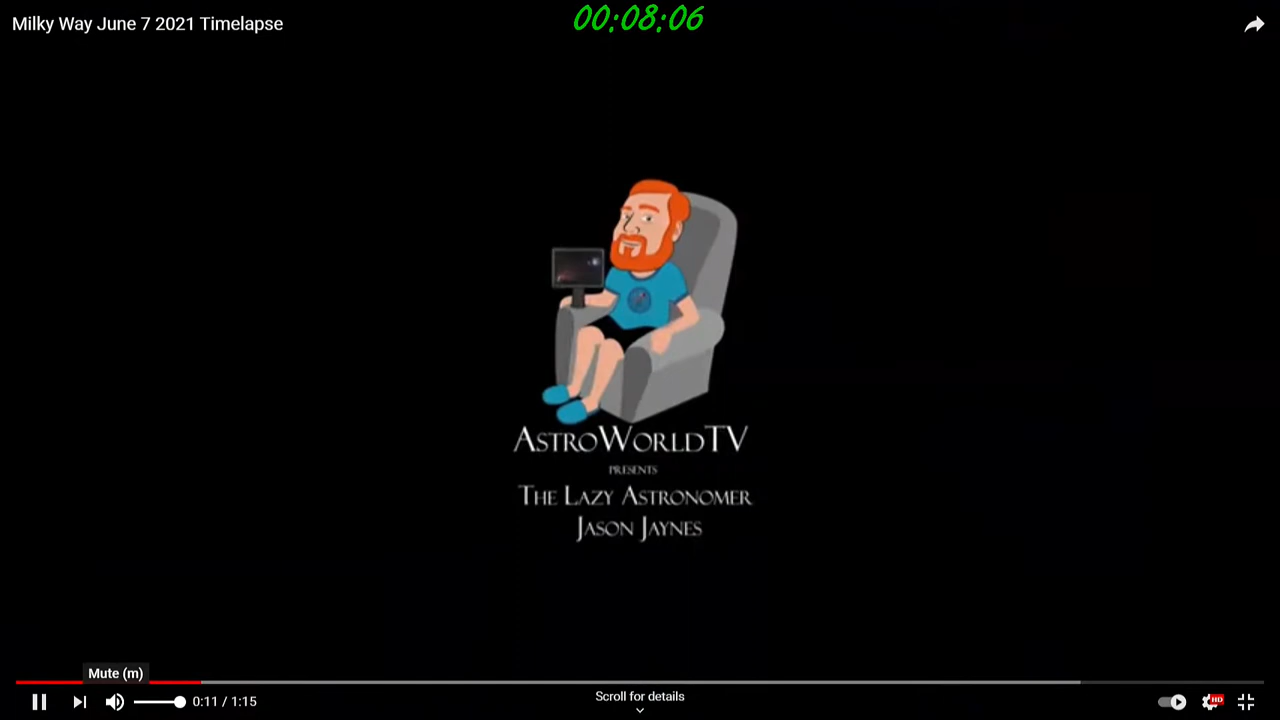 Milky Way June 7 2021 Timelapse
00:08:06
AstroWorldTV
presents
The Lazy Astronomer
Jason Jaynes
Mute (m)
0:11 / 1:15
Scroll for details
HD